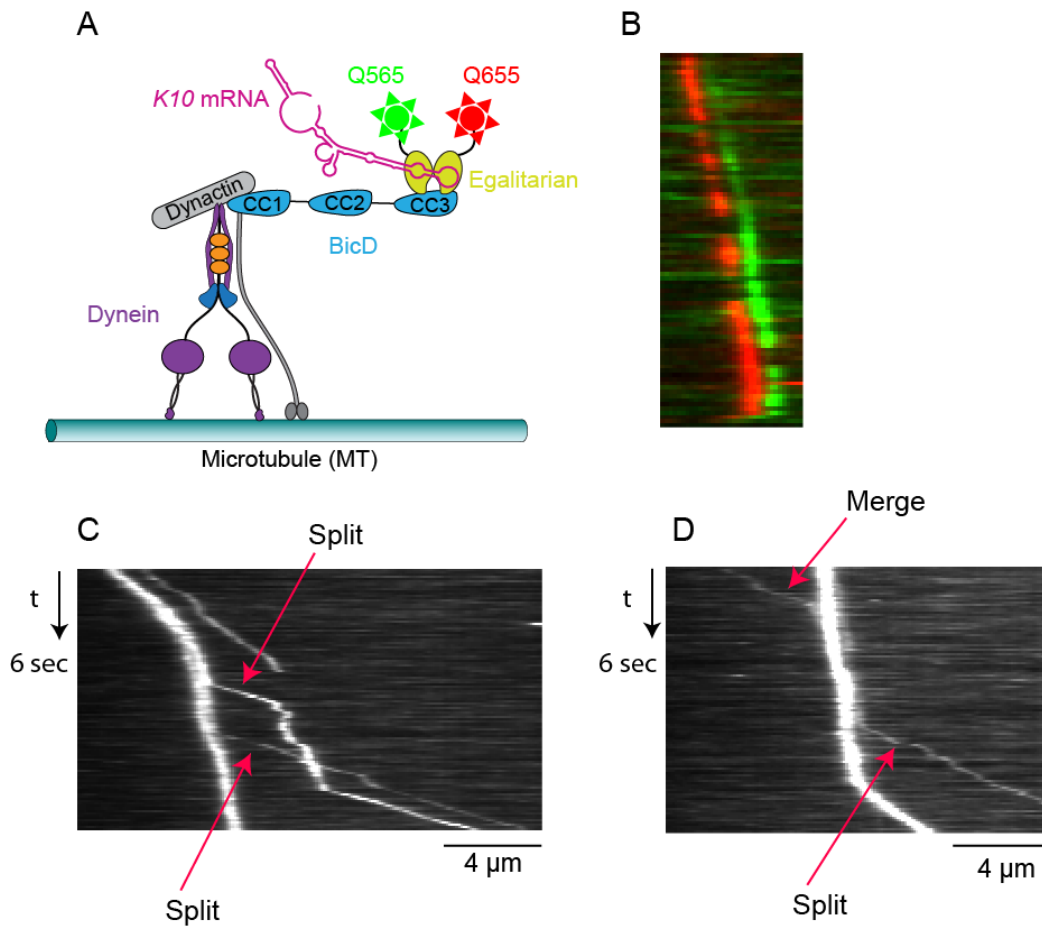 A
B
Q565
Q655
K10 mRNA
Egalitarian
Dynactin
CC1
CC2
CC3
BicD
Dynein
Microtubule (MT)
C
Split
t
6 sec
Split
4 µm
D
Merge
t
6 sec
Split
4 µm